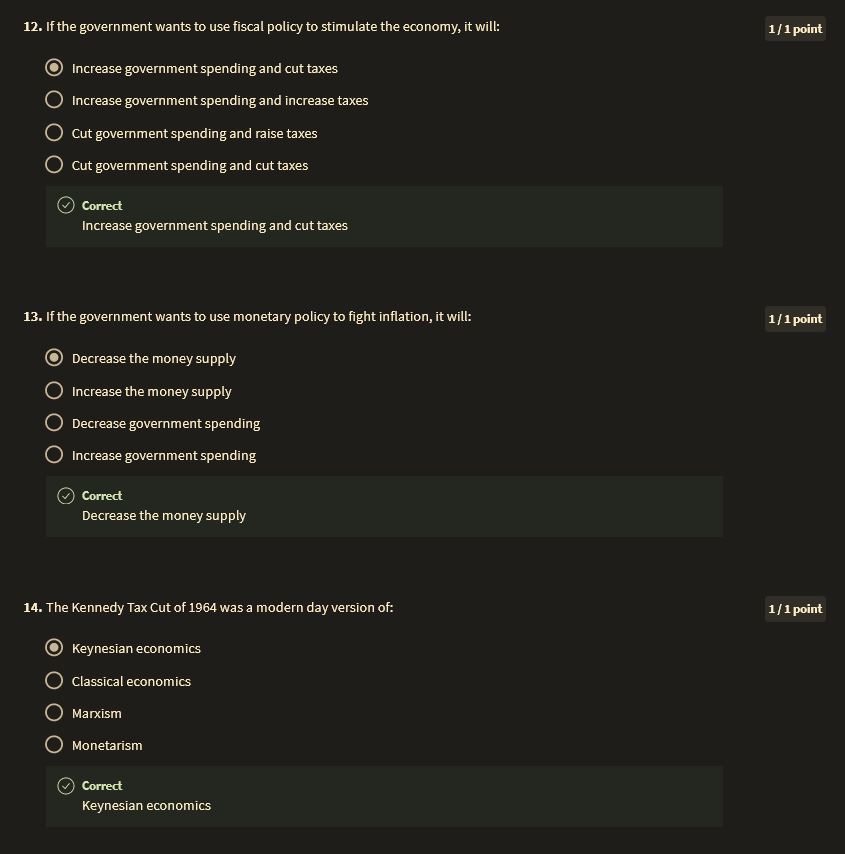 12. If the government wants to use fiscal policy to stimulate the economy, it will:
1 / 1 point
Increase government spending and cut taxes
Increase government spending and increase taxes
Cut government spending and raise taxes
Cut government spending and cut taxes
Correct
Increase government spending and cut taxes
13. If the government wants to use monetary policy to fight inflation, it will:
1 / 1 point
Decrease the money supply
Increase the money supply
Decrease government spending
Increase government spending
Correct
Decrease the money supply
14. The Kennedy Tax Cut of 1964 was a modern day version of:
1 / 1 point
Keynesian economics
Classical economics
Marxism
Monetarism
Correct
Keynesian economics